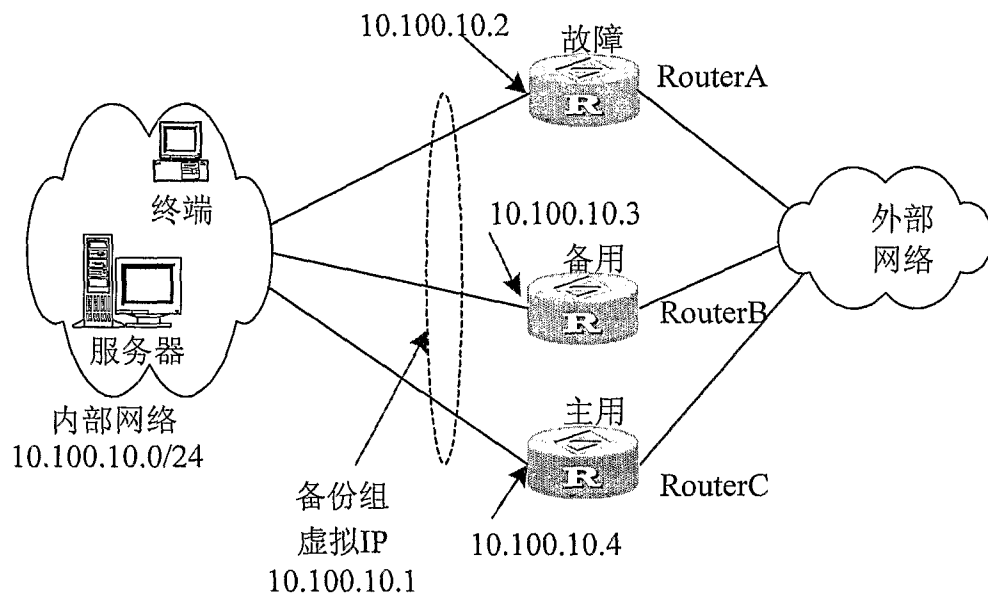 10.100.10.2
故障
R
RouterA
终端
10.100.10.3
备用
R
RouterB
外部
网络
服务器
内部网络
10.100.10.0/24
主用
R
RouterC
10.100.10.4
备份组
虚拟IP
10.100.10.1